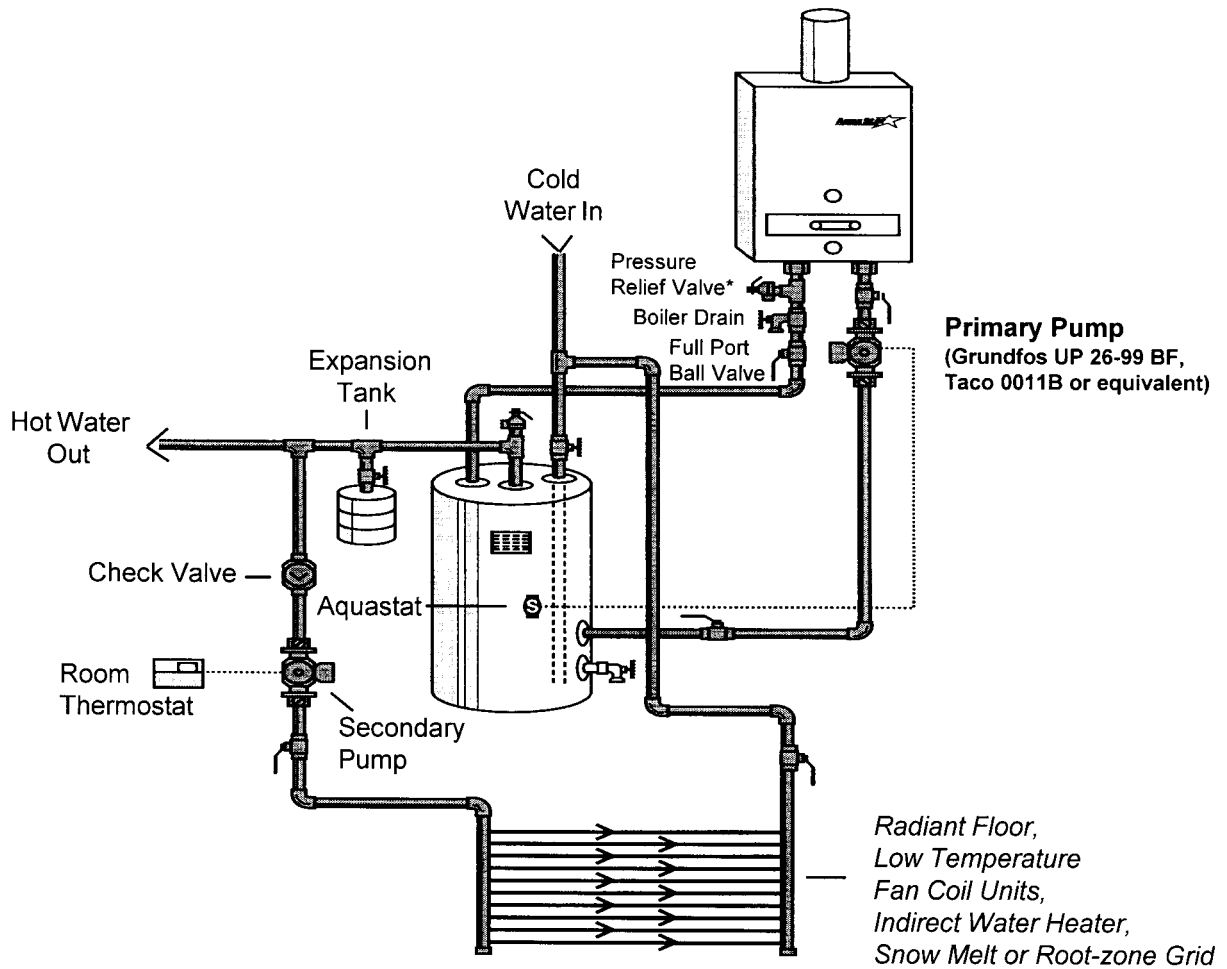 Cold
Water In
Pressure
Relief Valve*
Boiler Drain
Full Port
Ball Valve
Primary Pump
(Grundfos UP 26-99 BF,
Taco 0011B or equivalent)
Expansion
Tank
Hot Water
Out
Check Valve
Aquastat
S
Room
Thermostat
Secondary
Pump
Radiant Floor,
Low Temperature
Fan Coil Units,
Indirect Water Heater,
Snow Melt or Root-zone Grid